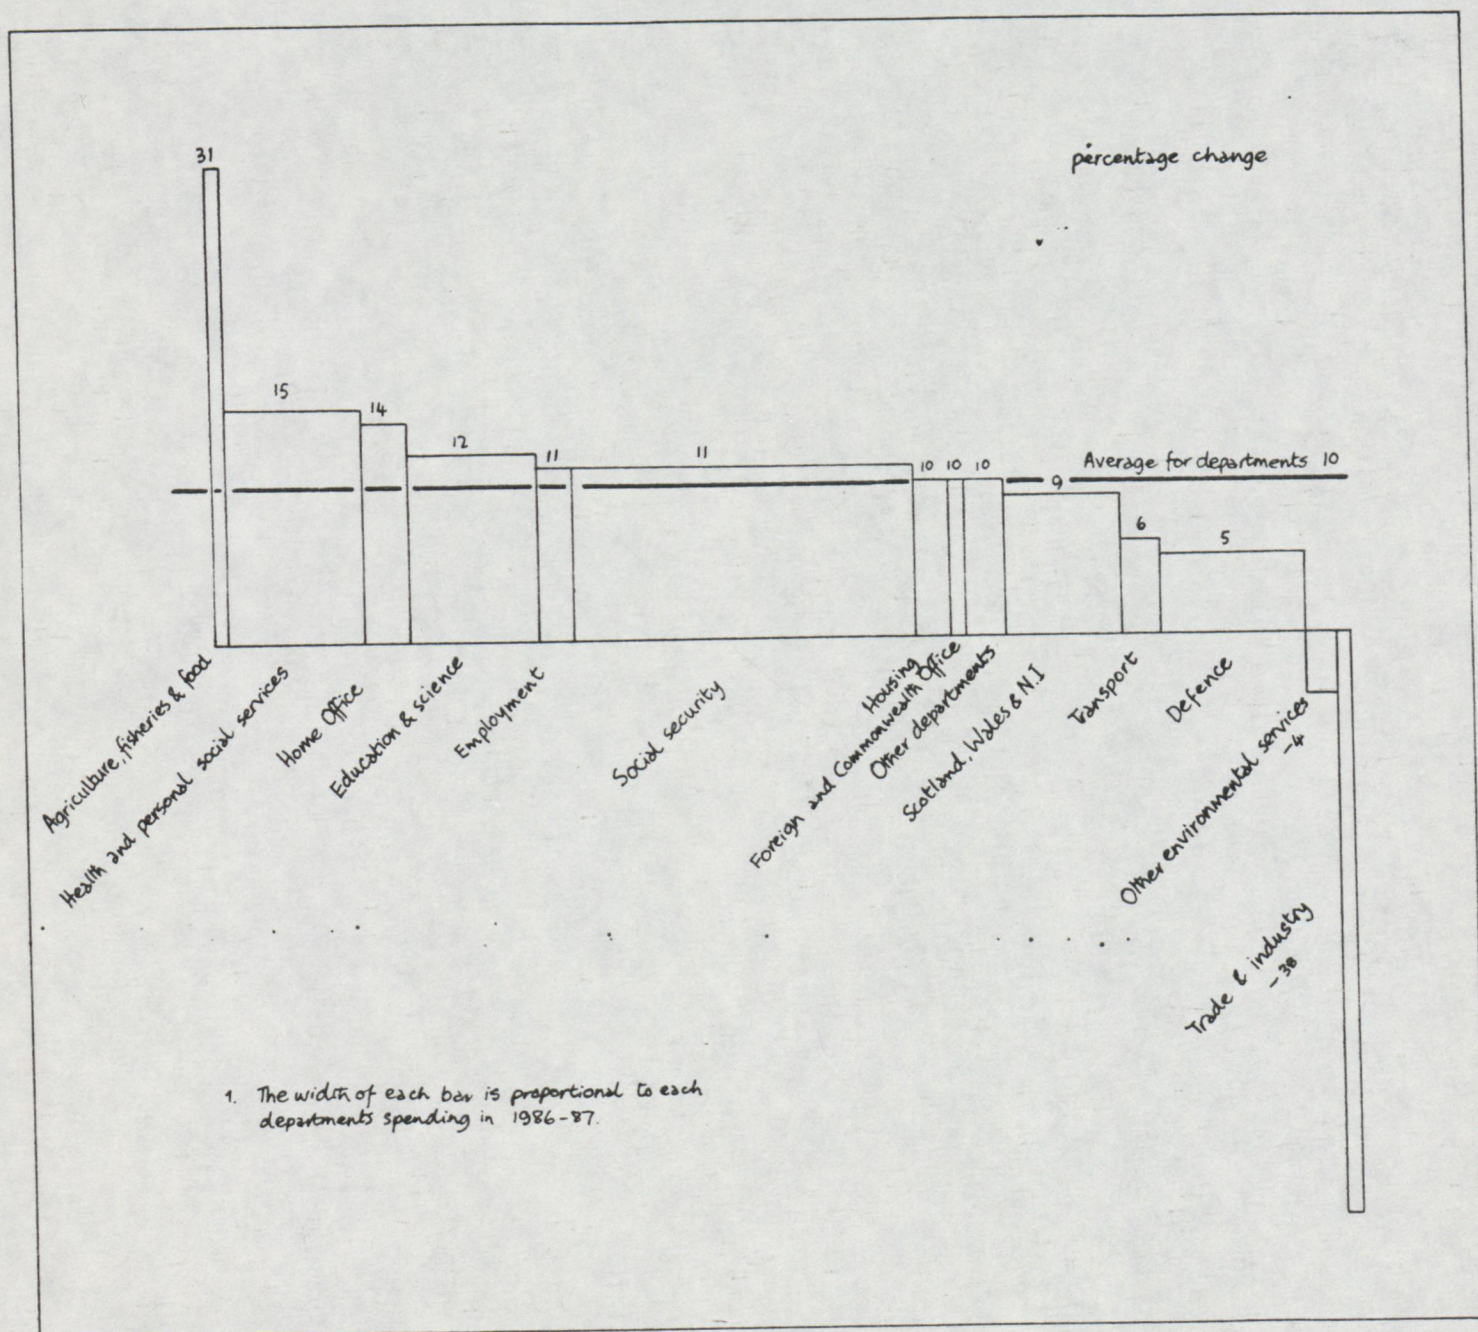 31
percentage change
15
14
12
11
11
10
10
10
Average for departments 10
9
6
5
Agriculture, fisheries & food
Health and personal social services
Home Office
Education & science
Employment
Social security
Housing
Foreign and Commonwealth Office
Other departments
Scotland, Wales & N.I
Transport
Defence
Other environmental services
-4
Trade & industry
-38
1. The width of each bar is proportional to each
departments spending in 1986-87.